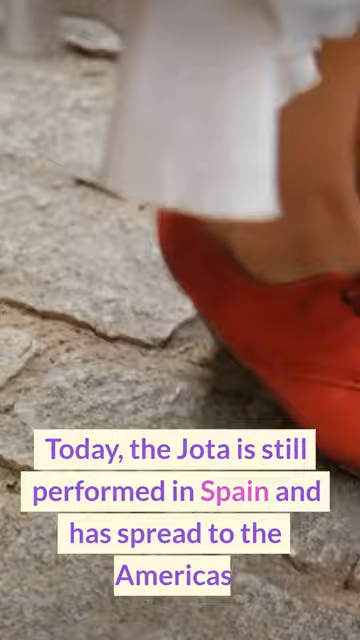 Today, the Jota is still
performed in Spain and
has spread to the
Americas